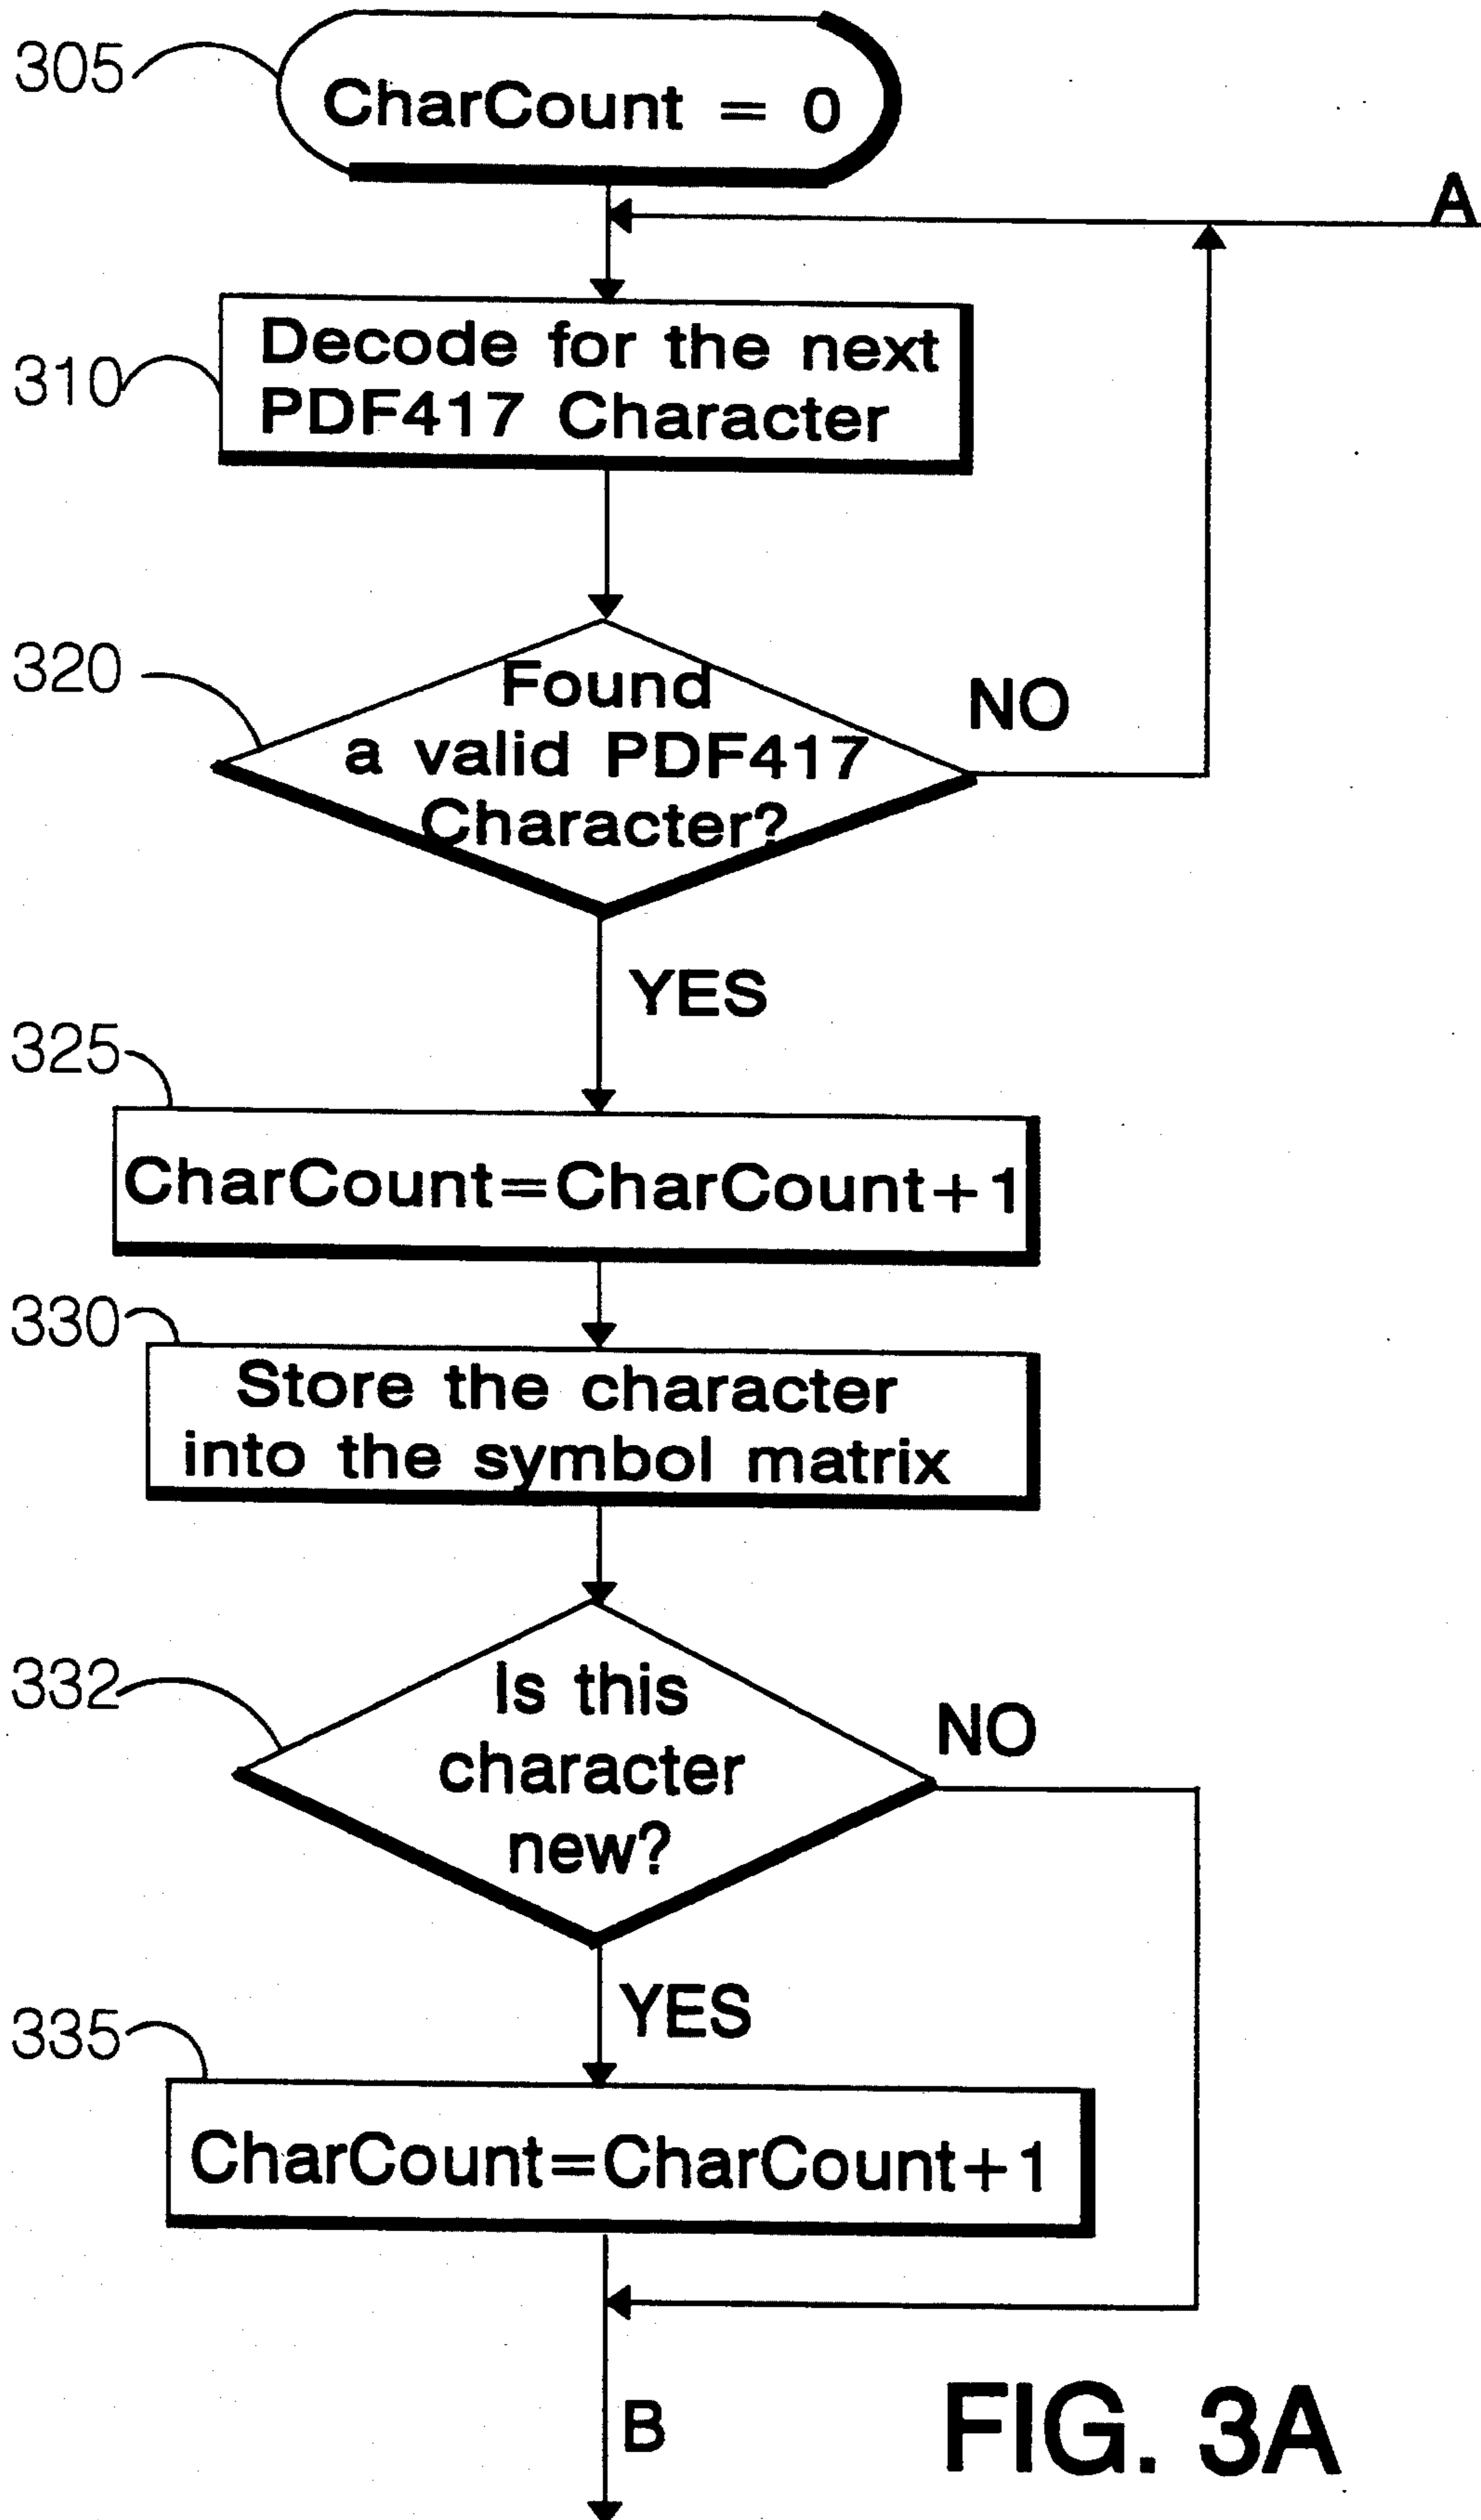 305
CharCount = 0
A
310
Decode for the next
PDF417 Character
320
Found
a valid PDF417
Character?
NO
YES
325
CharCount=CharCount+1
330
Store the character
into the symbol matrix
332
Is this
character
new?
NO
YES
335
CharCount=CharCount+1
B
FIG. 3A